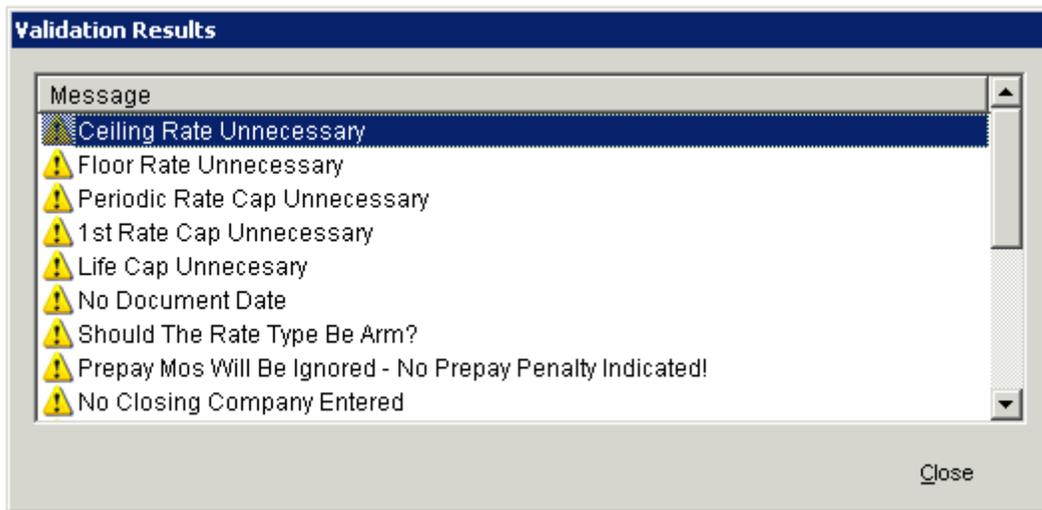 Validation Results
Message
Ceiling Rate Unnecessary
Floor Rate Unnecessary
Periodic Rate Cap Unnecessary
1st Rate Cap Unnecessary
Life Cap Unnecesary
No Document Date
Should The Rate Type Be Arm?
Prepay Mos Will Be Ignored - No Prepay Penalty Indicated!
No Closing Company Entered
Close